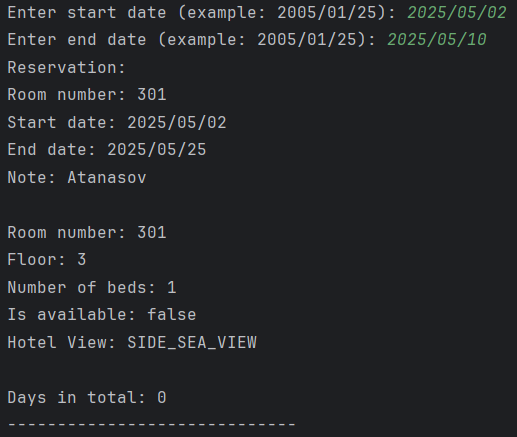 Enter start date (example: 2005/01/25): 2025/05/02
Enter end date (example: 2005/01/25): 2025/05/10
Reservation:
Room number: 301
Start date: 2025/05/02
End date: 2025/05/25
Note: Atanasov

Room number: 301
Floor: 3
Number of beds: 1
Is available: false
Hotel View: SIDE_SEA_VIEW

Days in total: 0
-----------------------------